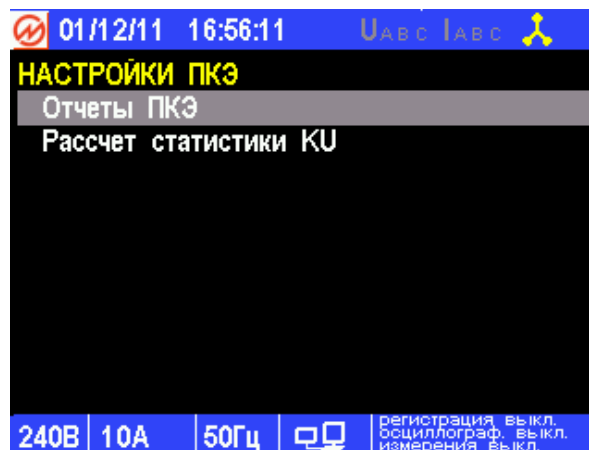 01/12/11 16:56:11 UABC IABC
НАСТРОЙКИ ПКЭ
Отчеты ПКЭ
Рассчет статистики KU
240В 10А 50Гц
регистрация выкл.
осциллограф. выкл.
измерения выкл.